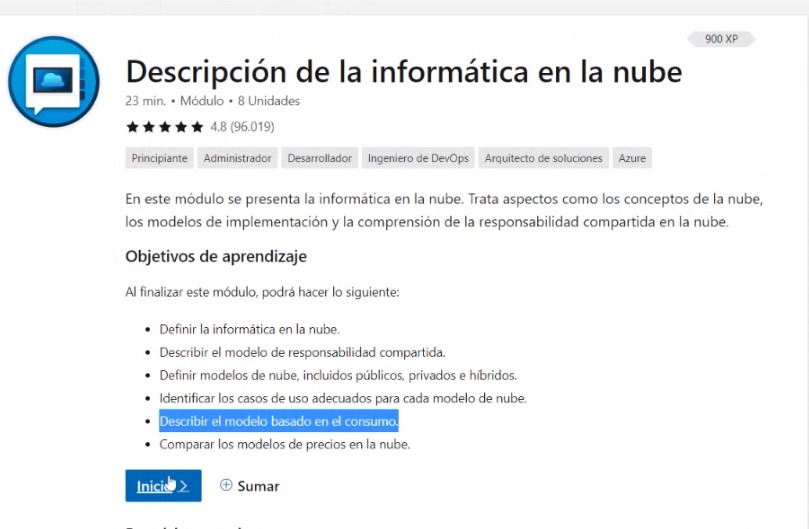 900 XP
Descripción de la informática en la nube
23 min. • Módulo • 8 Unidades
★★★★★ 4.8 (96.019)
Principiante Administrador Desarrollador Ingeniero de DevOps Arquitecto de soluciones Azure
En este módulo se presenta la informática en la nube. Trata aspectos como los conceptos de la nube,
los modelos de implementación y la comprensión de la responsabilidad compartida en la nube.
Objetivos de aprendizaje
Al finalizar este módulo, podrá hacer lo siguiente:
• Definir la informática en la nube.
• Describir el modelo de responsabilidad compartida.
• Definir modelos de nube, incluidos públicos, privados e híbridos.
• Identificar los casos de uso adecuados para cada modelo de nube.
• Describir el modelo basado en el consumo.
• Comparar los modelos de precios en la nube.
Sumar